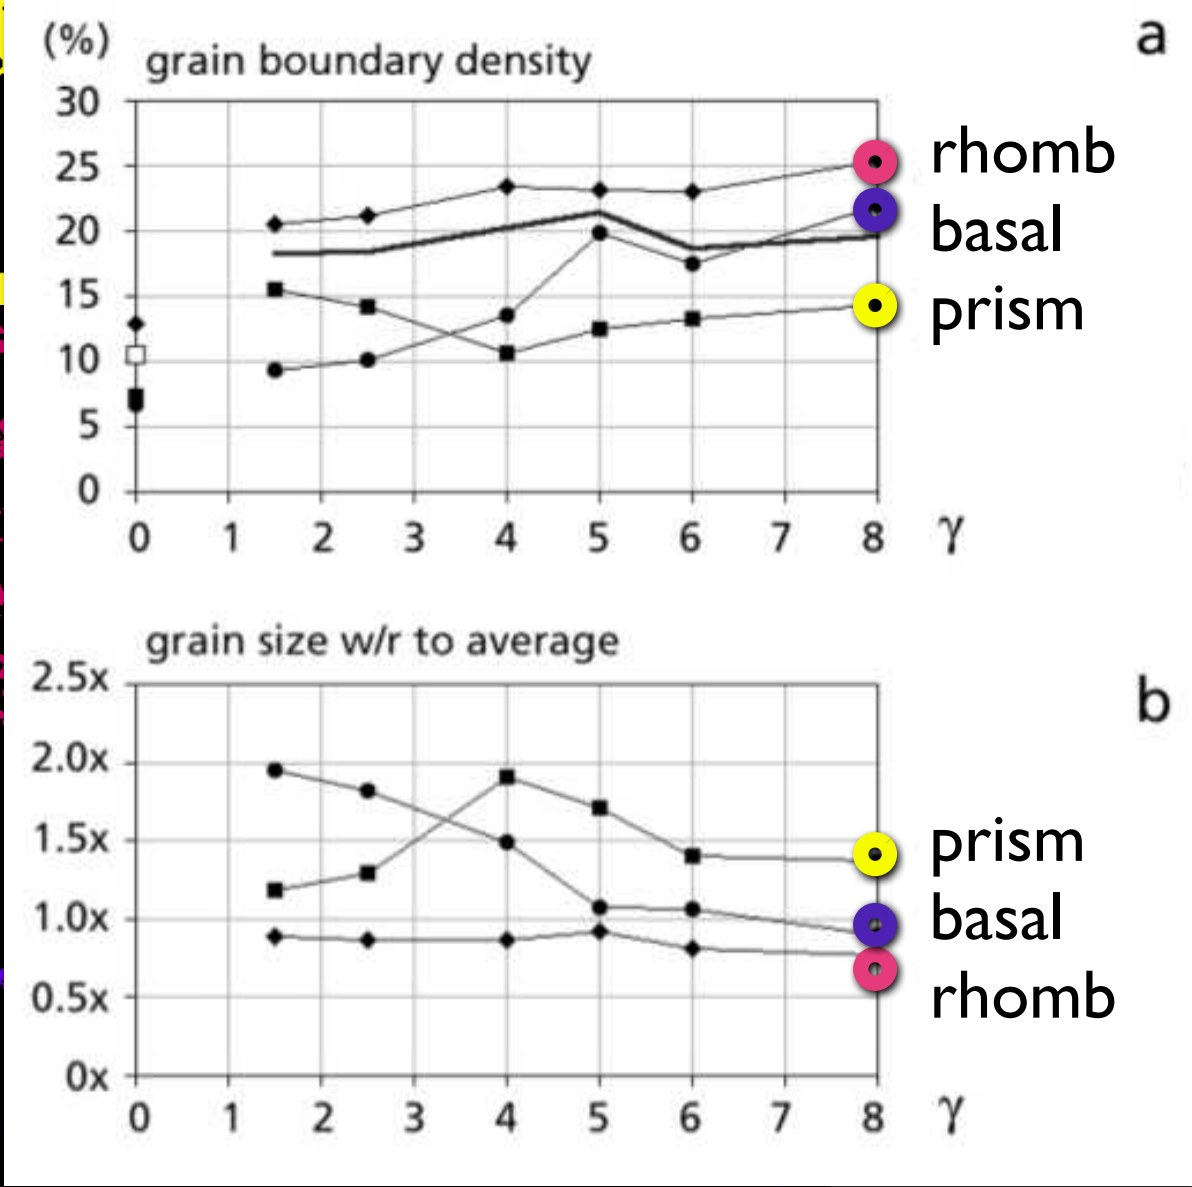 (%)
grain boundary density
a
30
25
20
15
10
5
0
rhomb
basal
prism
0 1 2 3 4 5 6 7 8 γ
grain size w/r to average
b
2.5x
2.0x
1.5x
1.0x
0.5x
0x
prism
basal
rhomb
0 1 2 3 4 5 6 7 8 γ